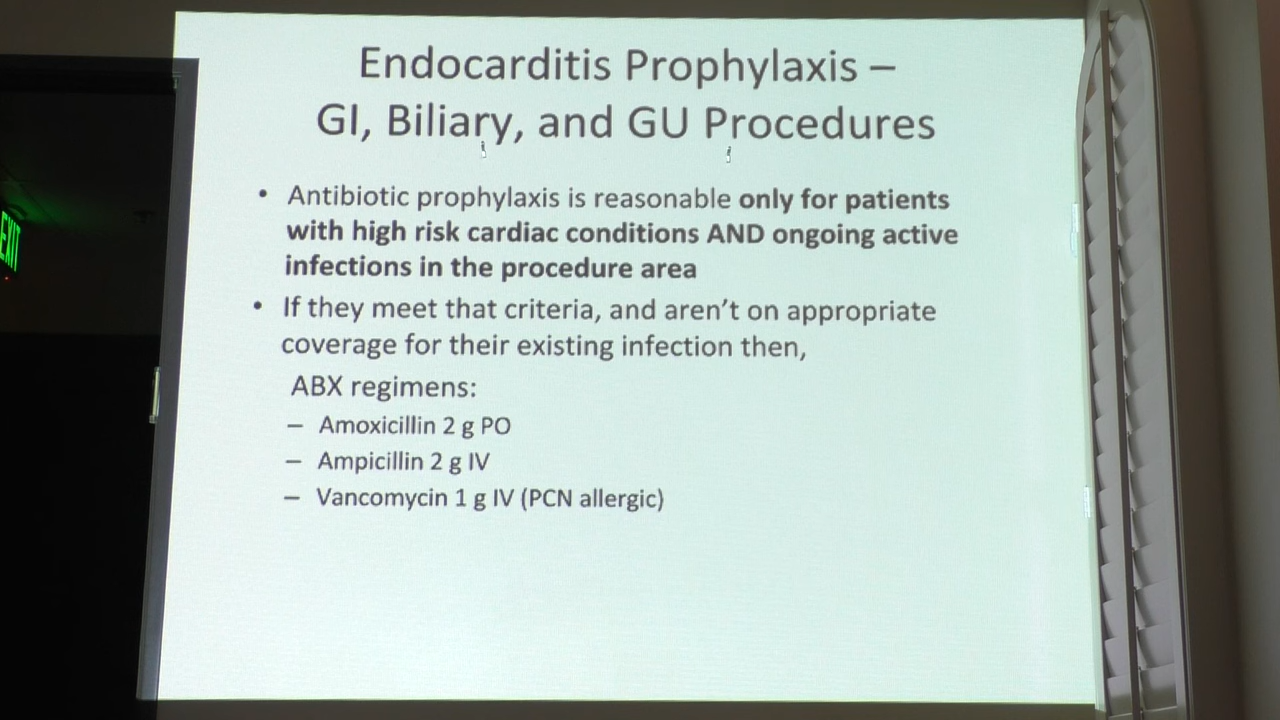 Endocarditis Prophylaxis –
GI, Biliary, and GU Procedures
• Antibiotic prophylaxis is reasonable only for patients
with high risk cardiac conditions AND ongoing active
infections in the procedure area
• If they meet that criteria, and aren't on appropriate
coverage for their existing infection then,
ABX regimens:
– Amoxicillin 2 g PO
– Ampicillin 2 g IV
– Vancomycin 1 g IV (PCN allergic)
EXIT